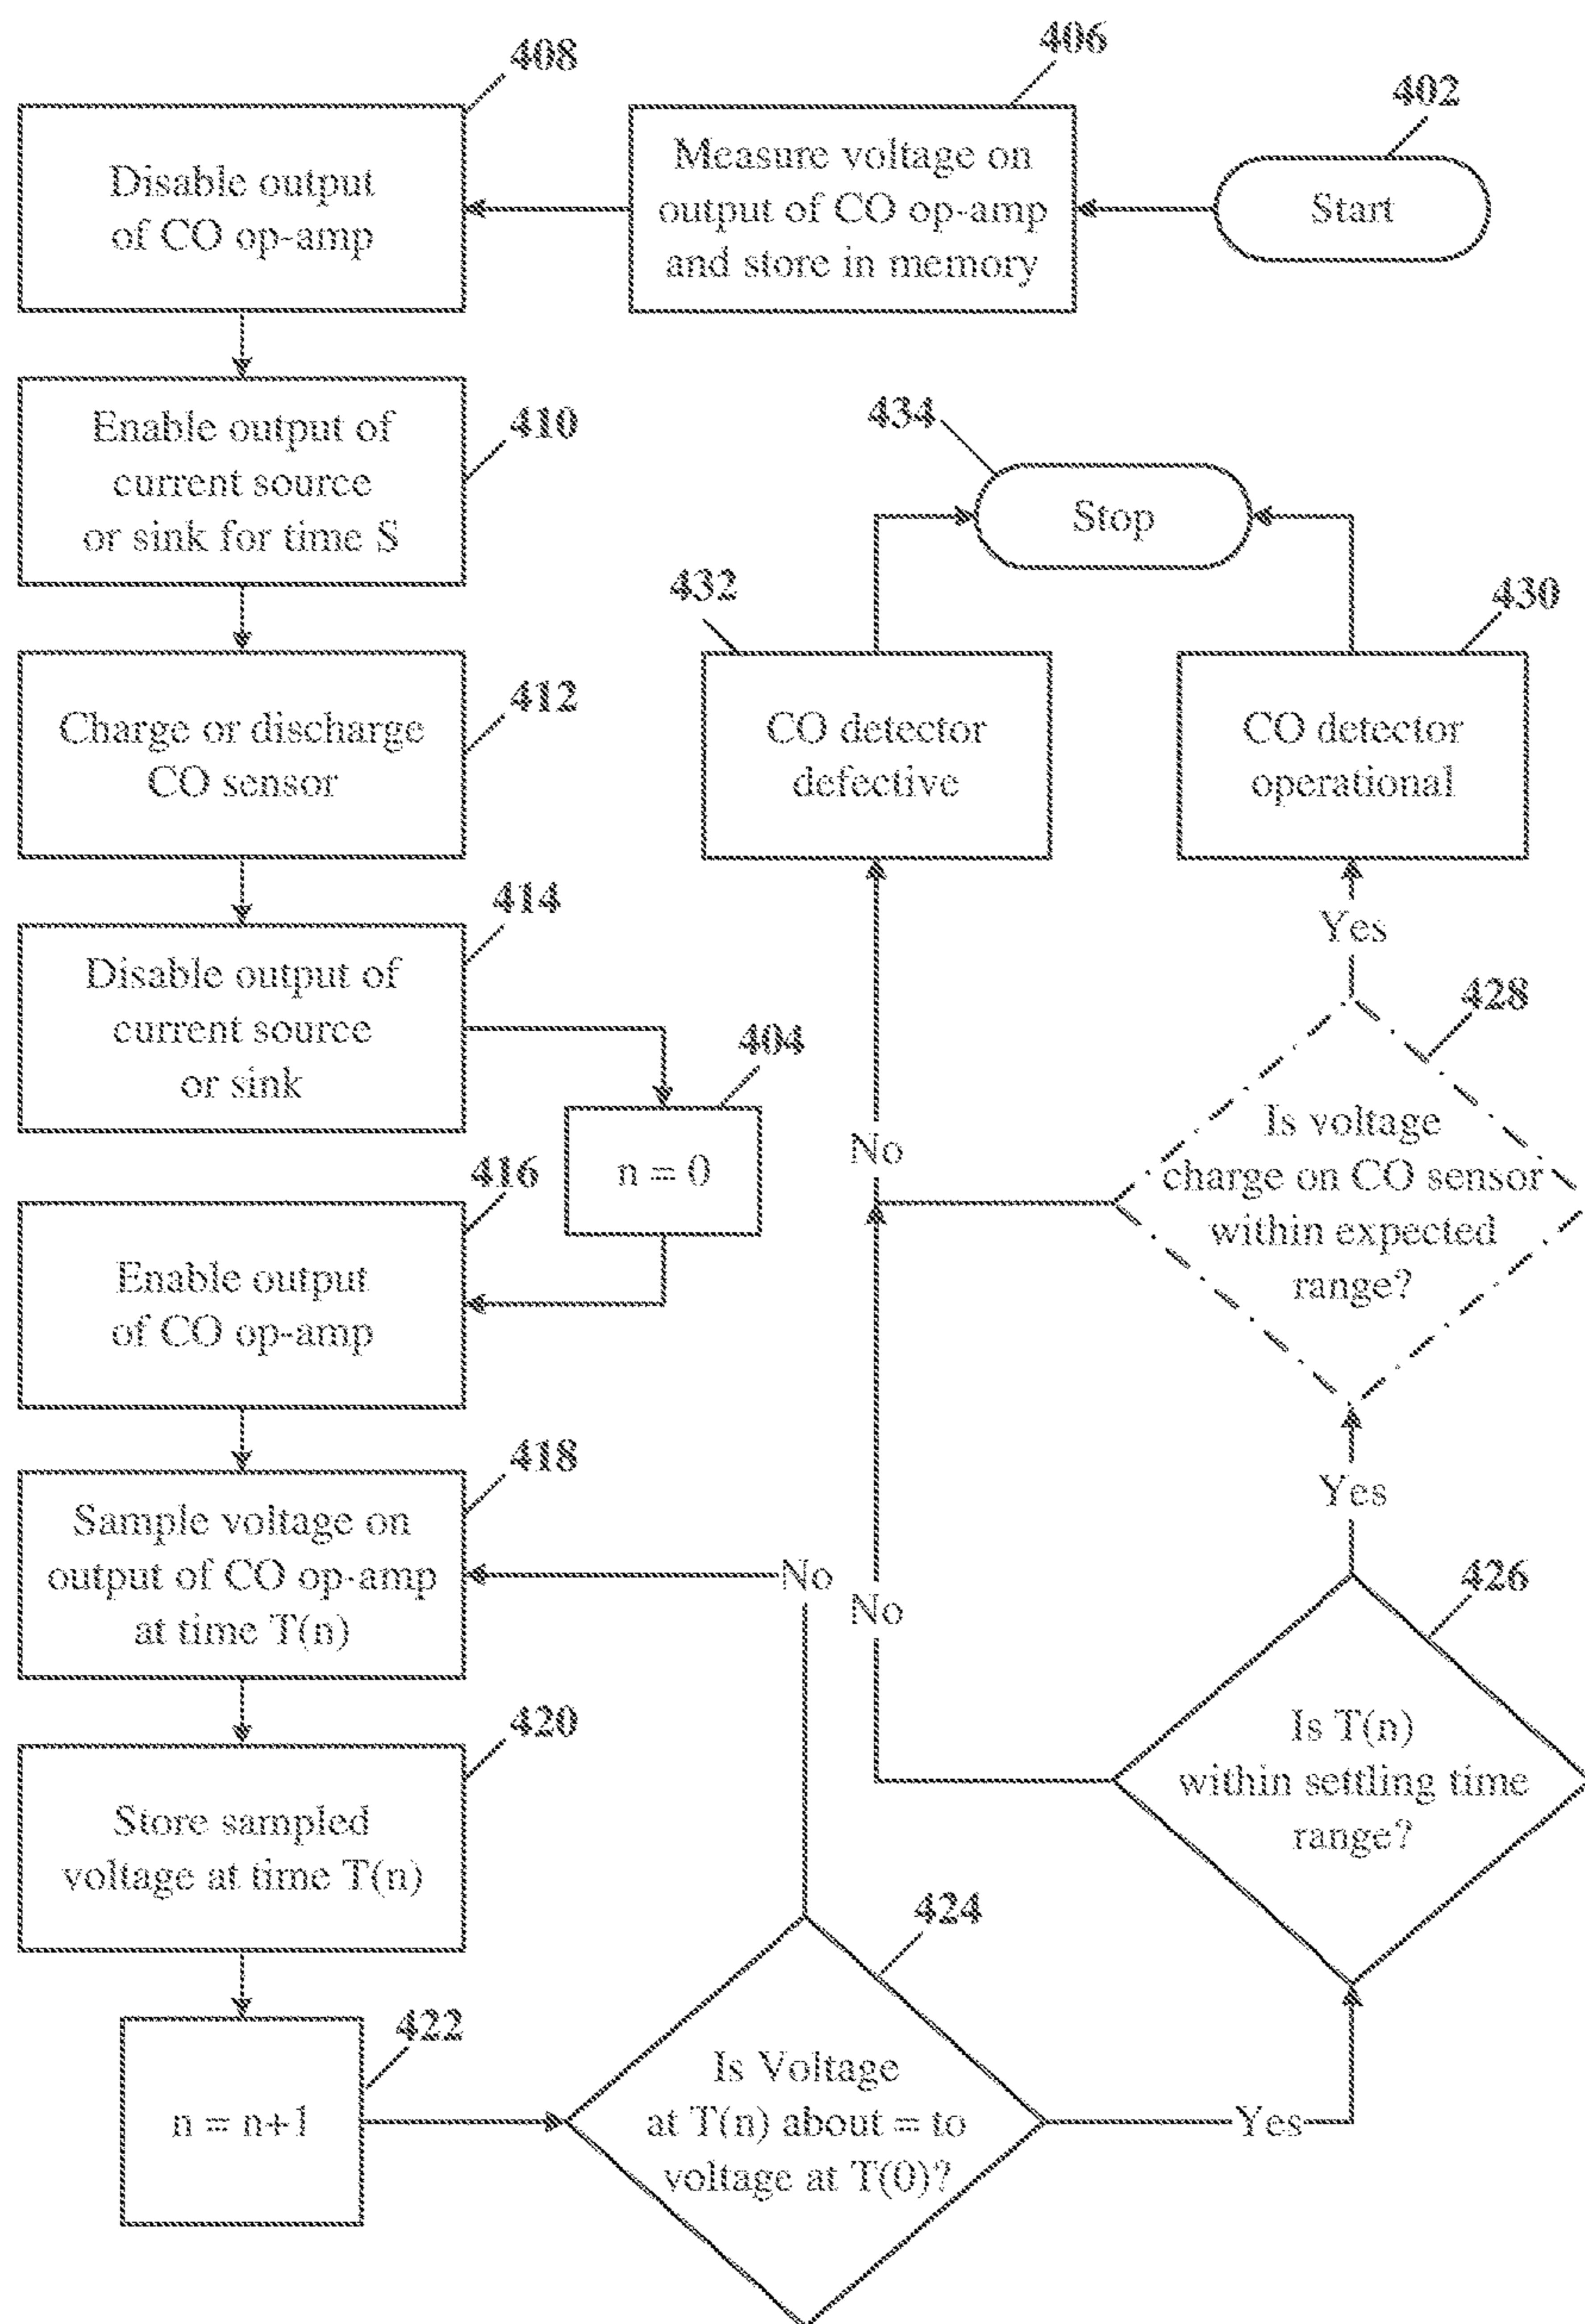 402
Start
406
Measure voltage on
output of CO op-amp
and store in memory
408
Disable output
of CO op-amp
410
Enable output of
current source
or sink for time S
412
Charge or discharge
CO sensor
414
Disable output of
current source
or sink
404
n = 0
416
Enable output
of CO op-amp
418
Sample voltage on
output of CO op-amp
at time T(n)
420
Store sampled
voltage at time T(n)
422
n = n+1
424
Is Voltage
at T(n) about = to
voltage at T(0)?
No
Yes
426
Is T(n)
within settling time
range?
No
Yes
428
Is voltage
charge on CO sensor
within expected
range?
No
Yes
430
CO detector
operational
432
CO detector
defective
434
Stop